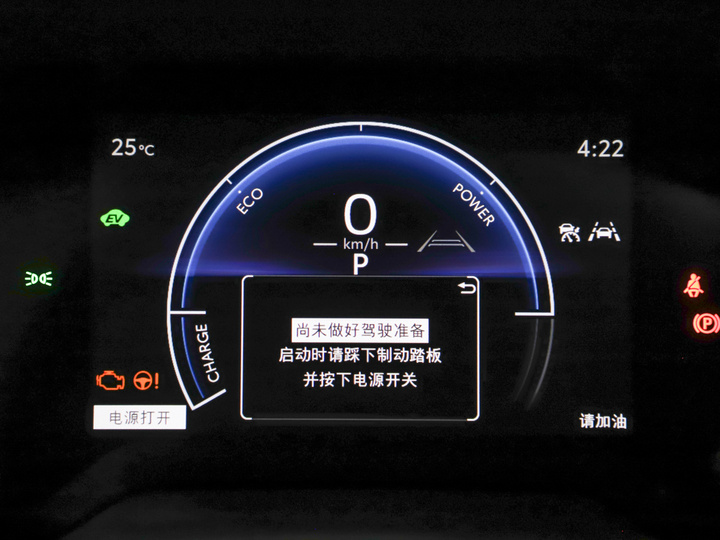 25°C
4:22
ECO
POWER
0
EV
km/h
P
尚未做好驾驶准备
启动时请踩下制动踏板
并按下电源开关
CHARGE
P
!
电源打开
请加油